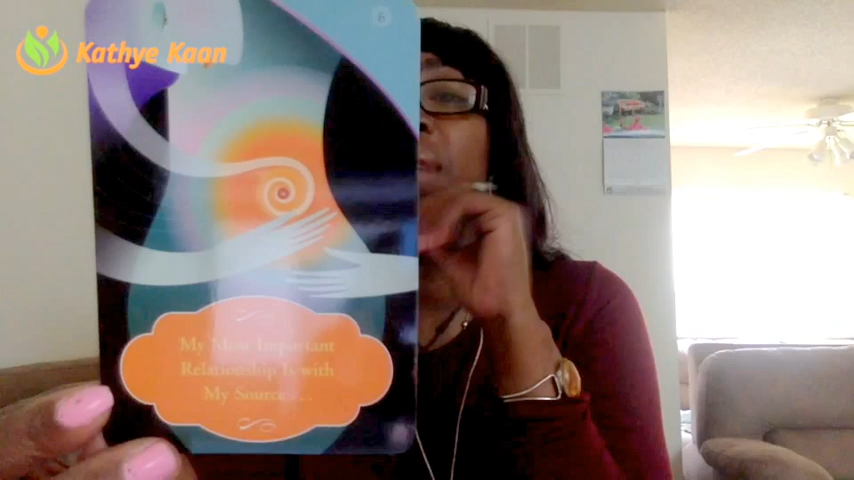 Kathye Kaan
6
My Most Important
Relationship Is with
My Source . . .